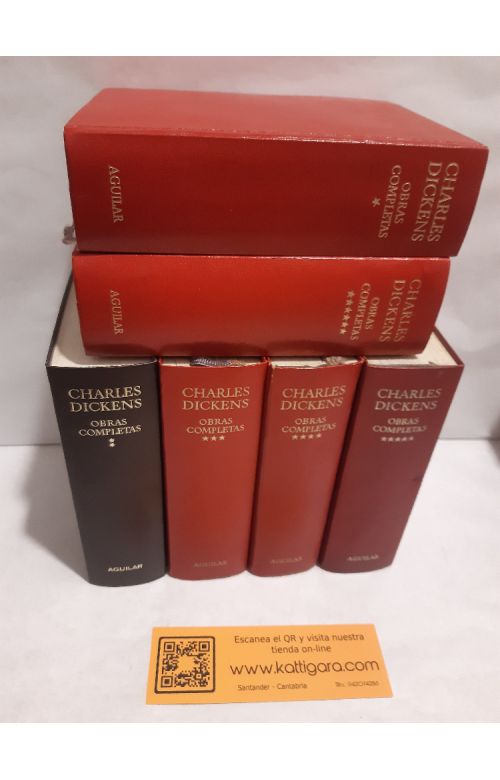 CHARLES
DICKENS
OBRAS
COMPLETAS
*
AGUILAR
CHARLES
DICKENS
OBRAS
COMPLETAS
******
AGUILAR
CHARLES
DICKENS
OBRAS
COMPLETAS
**
AGUILAR
CHARLES
DICKENS
OBRAS
COMPLETAS
***
AGUILAR
CHARLES
DICKENS
OBRAS
COMPLETAS
****
AGUILAR
CHARLES
DICKENS
OBRAS
COMPLETAS
*****
AGUILAR
Escanea el QR y visita nuestra
tienda on-line
www.kattigara.com
Santander - Cantabria